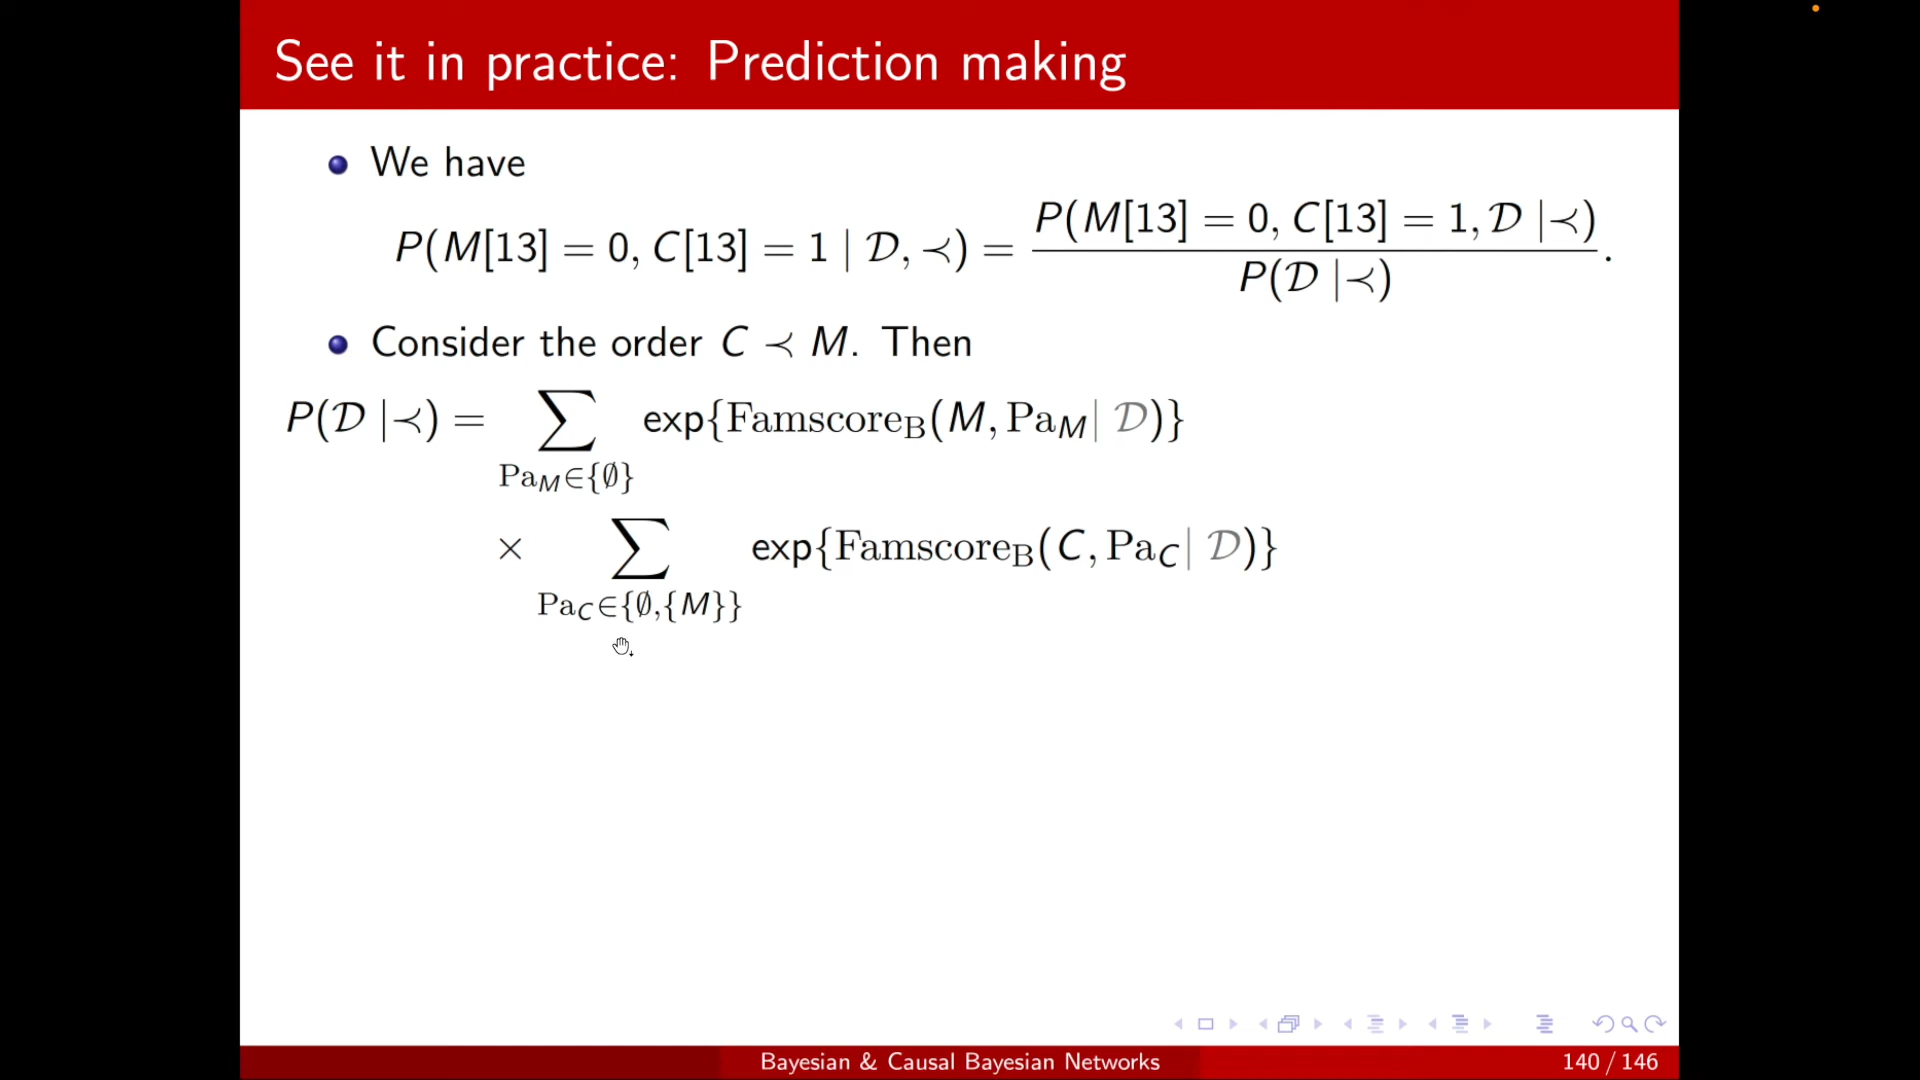 See it in practice: Prediction making
We have
P(M[13] = 0, C[13] = 1 | 𝒟, ≺) = P(M[13] = 0, C[13] = 1, 𝒟 |≺) / P(𝒟 |≺) .
Consider the order C ≺ M. Then
P(𝒟 |≺) = ∑ exp{Famscore_B(M, Pa_M | 𝒟)}
Pa_M∈{∅}
× ∑ exp{Famscore_B(C, Pa_C | 𝒟)}
Pa_C∈{∅,{M}}
Bayesian & Causal Bayesian Networks
140 / 146